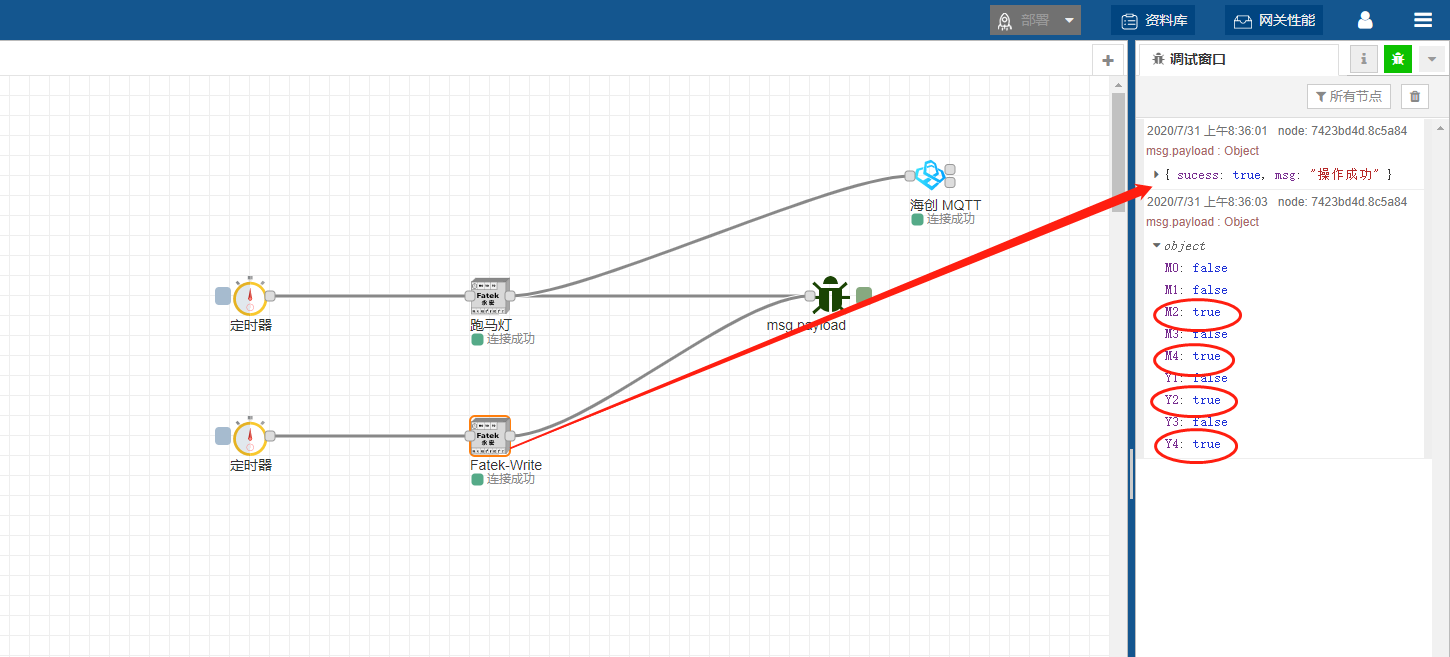 部署
资料库
网关性能
调试窗口
所有节点
2020/7/31 上午8:36:01 node: 7423bd4d.8c5a84
msg.payload : Object
{ sucess: true, msg: "操作成功" }
2020/7/31 上午8:36:03 node: 7423bd4d.8c5a84
msg.payload : Object
object
M0: false
M1: false
M2: true
M3: false
M4: true
Y1: false
Y2: true
Y3: false
Y4: true
海创 MQTT
连接成功
定时器
Fatek
永宏
跑马灯
连接成功
msg.payload
定时器
Fatek
永宏
Fatek-Write
连接成功